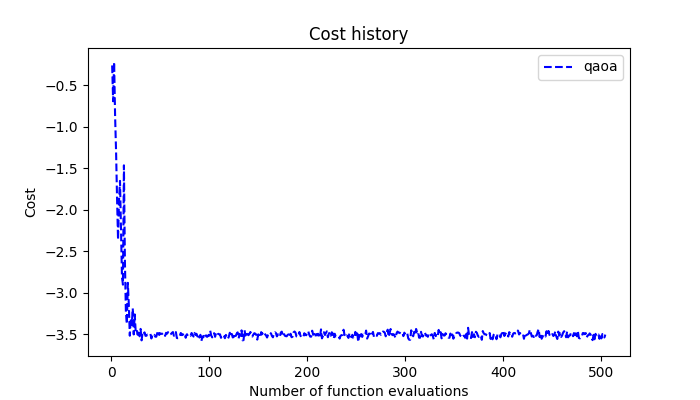 Cost history
qaoa
Cost
−0.5
−1.0
−1.5
−2.0
−2.5
−3.0
−3.5
0 100 200 300 400 500
Number of function evaluations